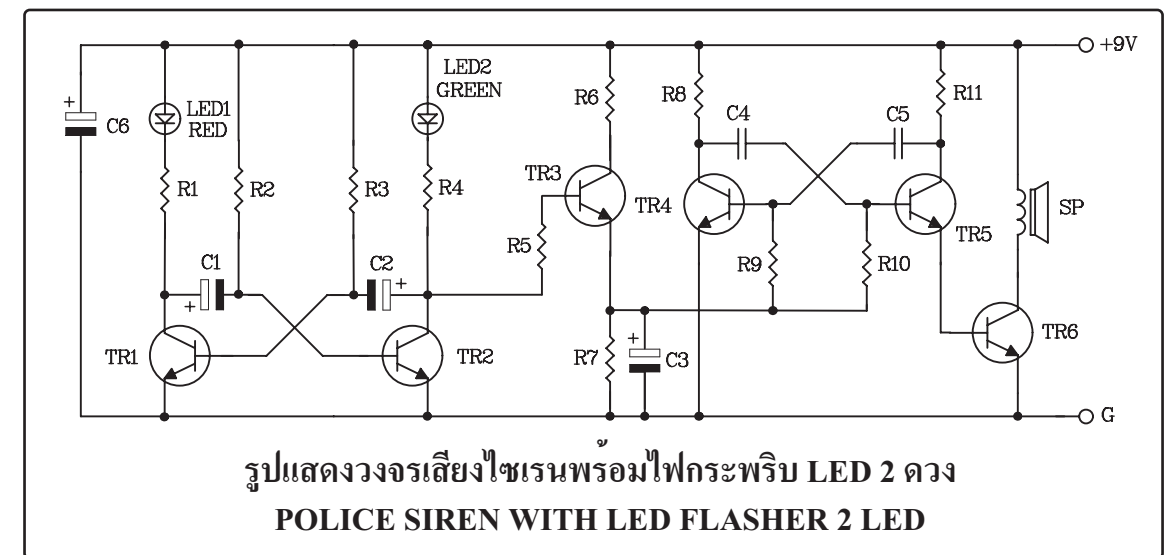 +9V
LED2
GREEN
LED1
RED
C6
R6
R8
C4
C5
R11
R1
R2
R3
R4
TR3
TR4
TR5
SP
R5
C1
C2
R9
R10
TR1
TR2
R7
C3
TR6
G
รูปแสดงวงจรเสียงไซเรนพร้อมไฟกระพริบ LED 2 ดวง
POLICE SIREN WITH LED FLASHER 2 LED